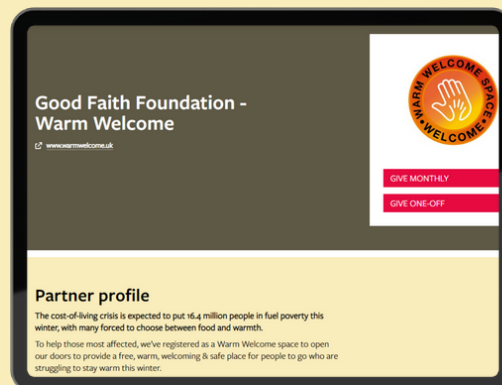 Good Faith Foundation -
Warm Welcome
www.warmwelcome.uk
WARM WELCOME SPACE
WELCOME
GIVE MONTHLY
GIVE ONE-OFF
Partner profile
The cost-of-living crisis is expected to put 16.4 million people in fuel poverty this
winter, with many forced to choose between food and warmth.
To help those most affected, we've registered as a Warm Welcome space to open
our doors to provide a free, warm, welcoming & safe place for people to go who are
struggling to stay warm this winter.